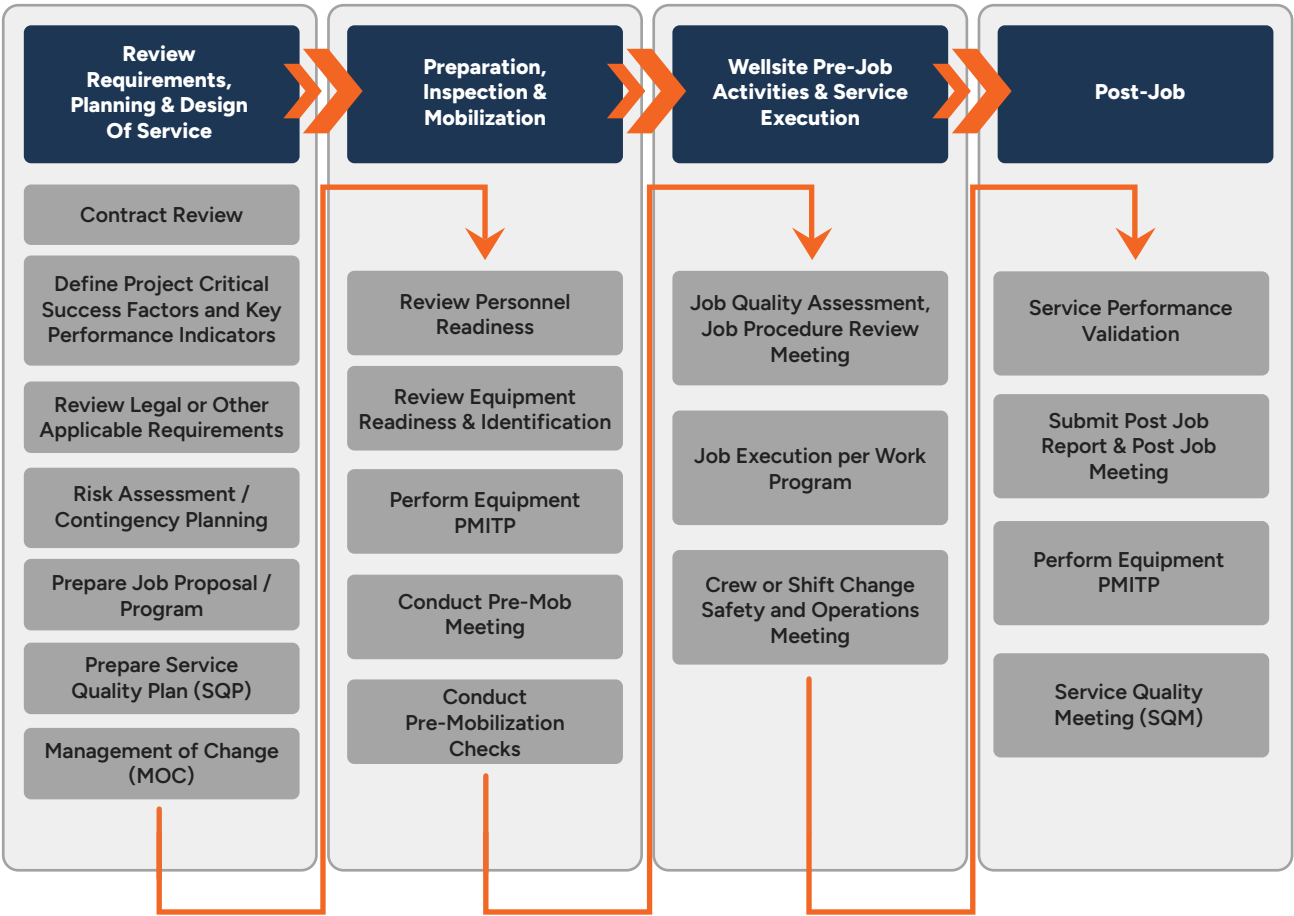 Review
Requirements,
Planning & Design
Of Service
Contract Review
Define Project Critical
Success Factors and Key
Performance Indicators
Review Legal or Other
Applicable Requirements
Risk Assessment /
Contingency Planning
Prepare Job Proposal /
Program
Prepare Service
Quality Plan (SQP)
Management of Change
(MOC)
Preparation,
Inspection &
Mobilization
Review Personnel
Readiness
Review Equipment
Readiness & Identification
Perform Equipment
PMITP
Conduct Pre-Mob
Meeting
Conduct
Pre-Mobilization
Checks
Wellsite Pre-Job
Activities & Service
Execution
Job Quality Assessment,
Job Procedure Review
Meeting
Job Execution per Work
Program
Crew or Shift Change
Safety and Operations
Meeting
Post-Job
Service Performance
Validation
Submit Post Job
Report & Post Job
Meeting
Perform Equipment
PMITP
Service Quality
Meeting (SQM)